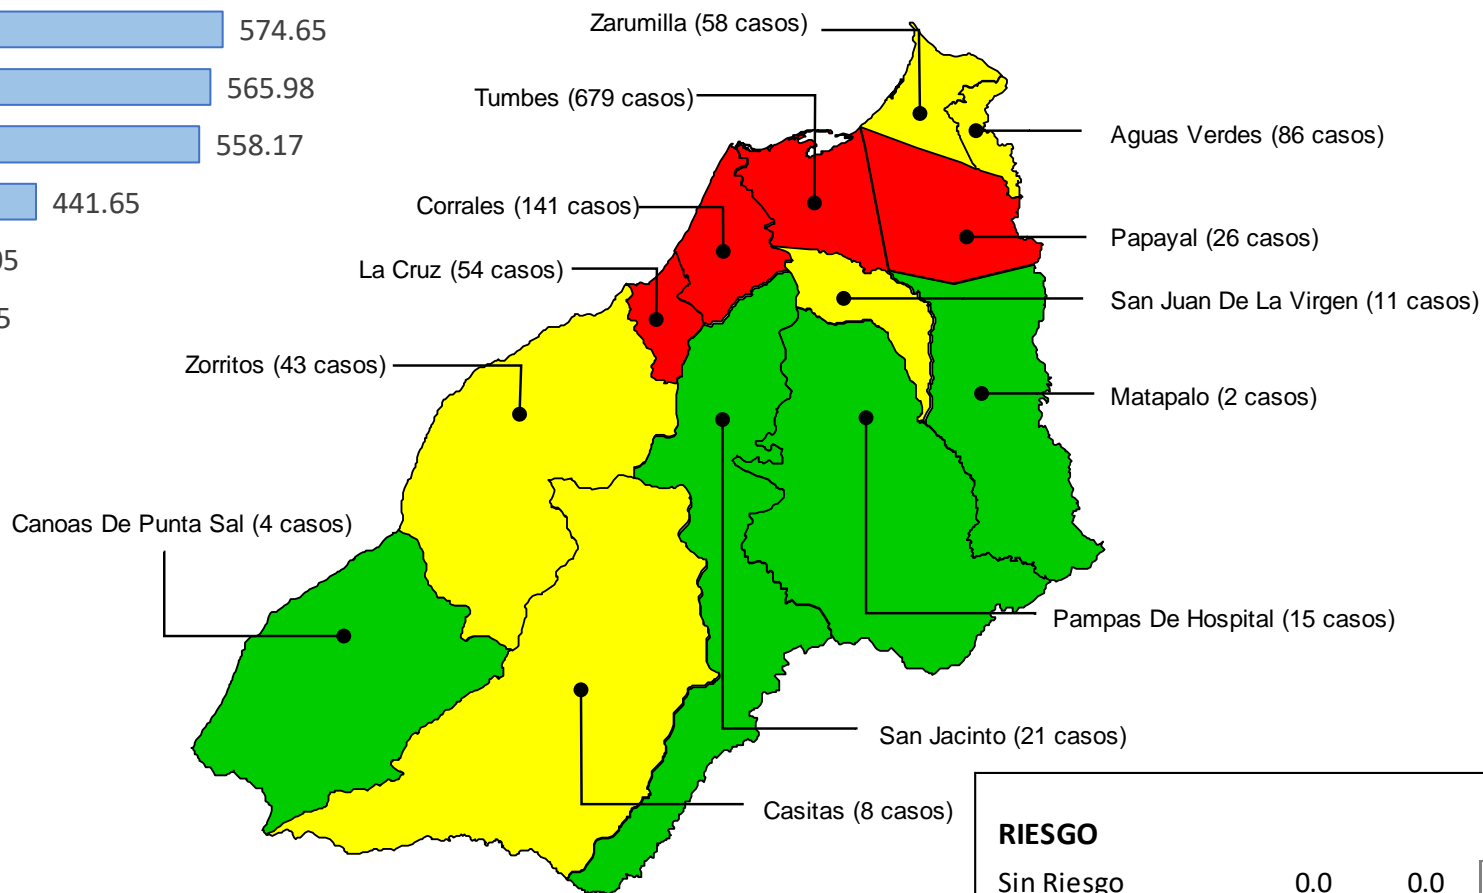 574.65
565.98
558.17
441.65
Zarumilla (58 casos)
Tumbes (679 casos)
Aguas Verdes (86 casos)
Corrales (141 casos)
Papayal (26 casos)
La Cruz (54 casos)
San Juan De La Virgen (11 casos)
Zorritos (43 casos)
Matapalo (2 casos)
Canoas De Punta Sal (4 casos)
Pampas De Hospital (15 casos)
San Jacinto (21 casos)
Casitas (8 casos)
RIESGO
Sin Riesgo 0.0 0.0